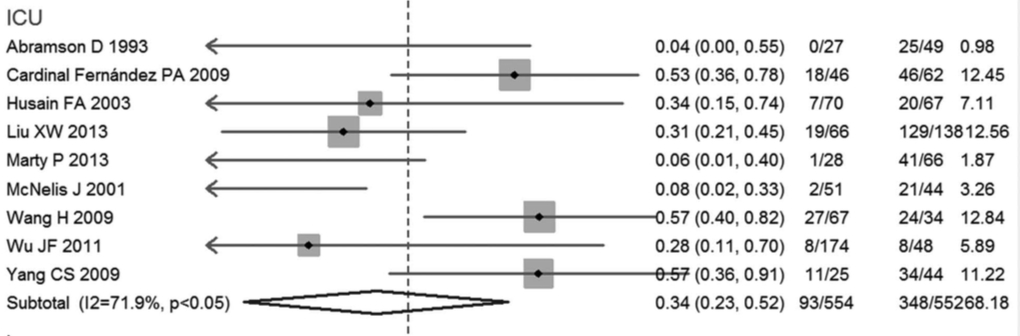 ICU
Abramson D 1993 0.04 (0.00, 0.55) 0/27 25/49 0.98
Cardinal Fernández PA 2009 0.53 (0.36, 0.78) 18/46 46/62 12.45
Husain FA 2003 0.34 (0.15, 0.74) 7/70 20/67 7.11
Liu XW 2013 0.31 (0.21, 0.45) 19/66 129/13812.56
Marty P 2013 0.06 (0.01, 0.40) 1/28 41/66 1.87
McNelis J 2001 0.08 (0.02, 0.33) 2/51 21/44 3.26
Wang H 2009 0.57 (0.40, 0.82) 27/67 24/34 12.84
Wu JF 2011 0.28 (0.11, 0.70) 8/174 8/48 5.89
Yang CS 2009 0.57 (0.36, 0.91) 11/25 34/44 11.22
Subtotal (I2=71.9%, p<0.05) 0.34 (0.23, 0.52) 93/554 348/55268.18